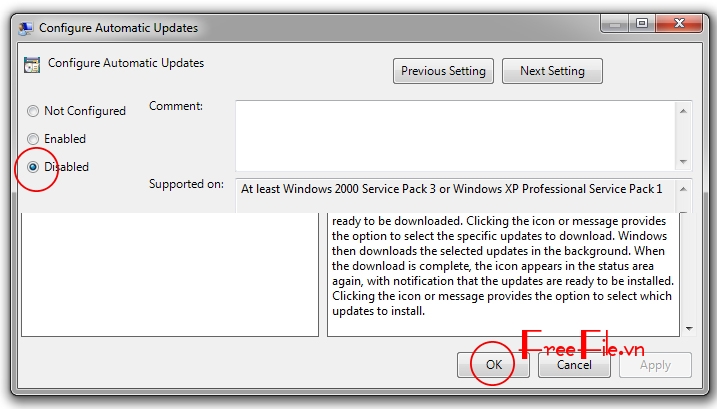 Configure Automatic Updates
Configure Automatic Updates
Previous Setting
Next Setting
Not Configured
Enabled
Disabled
Comment:
Supported on:
At least Windows 2000 Service Pack 3 or Windows XP Professional Service Pack 1
ready to be downloaded. Clicking the icon or message provides
the option to select the specific updates to download. Windows
then downloads the selected updates in the background. When
the download is complete, the icon appears in the status area
again, with notification that the updates are ready to be installed.
Clicking the icon or message provides the option to select which
updates to install.
FreeFile.vn
OK
Cancel
Apply